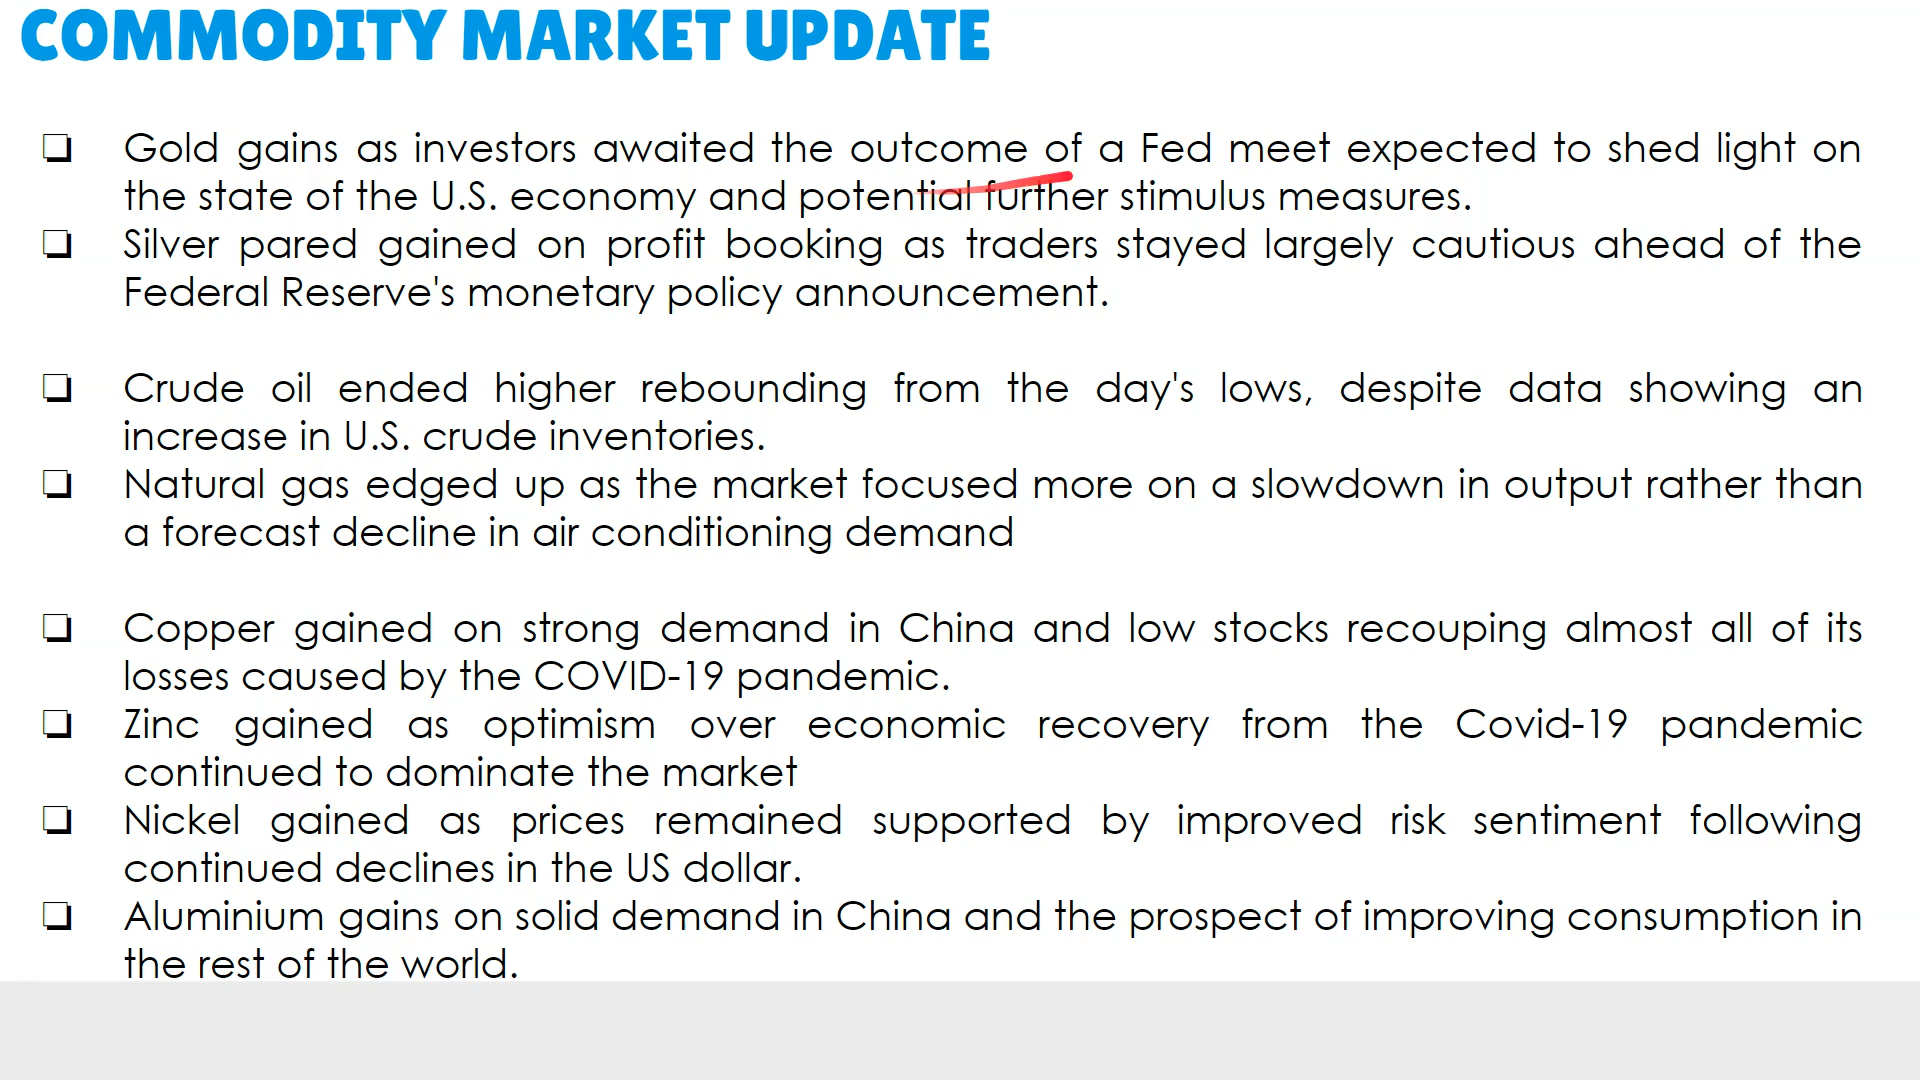 COMMODITY MARKET UPDATE
Gold gains as investors awaited the outcome of a Fed meet expected to shed light on
the state of the U.S. economy and potential further stimulus measures.
Silver pared gained on profit booking as traders stayed largely cautious ahead of the
Federal Reserve's monetary policy announcement.
Crude oil ended higher rebounding from the day's lows, despite data showing an
increase in U.S. crude inventories.
Natural gas edged up as the market focused more on a slowdown in output rather than
a forecast decline in air conditioning demand
Copper gained on strong demand in China and low stocks recouping almost all of its
losses caused by the COVID-19 pandemic.
Zinc gained as optimism over economic recovery from the Covid-19 pandemic
continued to dominate the market
Nickel gained as prices remained supported by improved risk sentiment following
continued declines in the US dollar.
Aluminium gains on solid demand in China and the prospect of improving consumption in
the rest of the world.